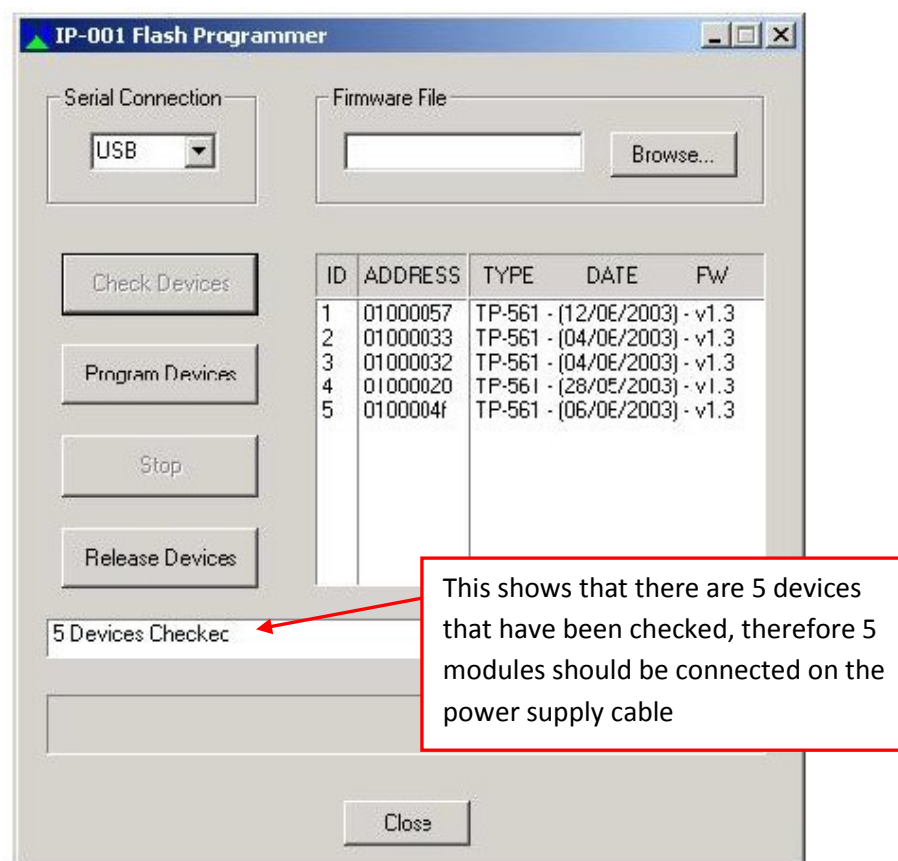 IP-001 Flash Programmer
Serial Connection
USB
Firmware File
Browse...
Check Devices
Program Devices
Stop
Release Devices
ID ADDRESS TYPE DATE FW
1 01000057 TP-561 - (12/06/2003) - v1.3
2 01000033 TP-561 - (04/06/2003) - v1.3
3 01000032 TP-561 - (04/06/2003) - v1.3
4 01000020 TP-561 - (28/05/2003) - v1.3
5 0100004f TP-561 - (06/06/2003) - v1.3
5 Devices Checked
This shows that there are 5 devices
that have been checked, therefore 5
modules should be connected on the
power supply cable
Close